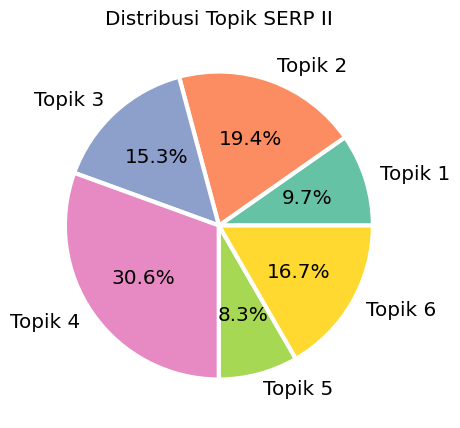 Distribusi Topik SERP II
Topik 1
9.7%
Topik 2
19.4%
Topik 3
15.3%
Topik 4
30.6%
Topik 5
8.3%
Topik 6
16.7%